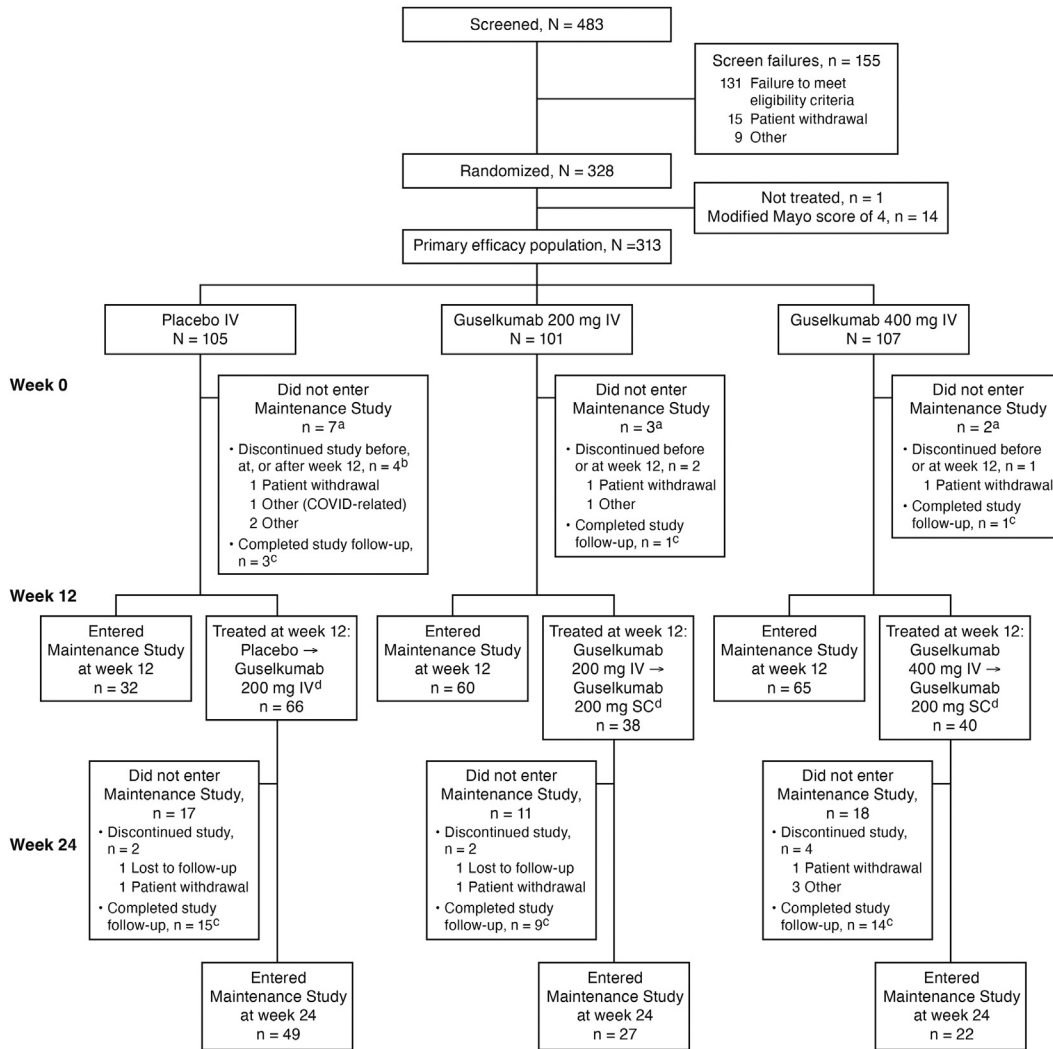 Screened, N = 483
Screen failures, n = 155
131 Failure to meet
eligibility criteria
15 Patient withdrawal
9 Other
Randomized, N = 328
Not treated, n = 1
Modified Mayo score of 4, n = 14
Primary efficacy population, N =313
Placebo IV
N = 105
Guselkumab 200 mg IV
N = 101
Guselkumab 400 mg IV
N = 107
Week 0
Did not enter
Maintenance Study
n = 7a
• Discontinued study before,
at, or after week 12, n = 4b
1 Patient withdrawal
1 Other (COVID-related)
2 Other
• Completed study follow-up,
n = 3c
Did not enter
Maintenance Study
n = 3a
• Discontinued before
or at week 12, n = 2
1 Patient withdrawal
1 Other
• Completed study
follow-up, n = 1c
Did not enter
Maintenance Study
n = 2a
• Discontinued before
or at week 12, n = 1
1 Patient withdrawal
• Completed study
follow-up, n = 1c
Week 12
Entered
Maintenance Study
at week 12
n = 32
Treated at week 12:
Placebo →
Guselkumab
200 mg IVd
n = 66
Entered
Maintenance Study
at week 12
n = 60
Treated at week 12:
Guselkumab
200 mg IV →
Guselkumab
200 mg SCd
n = 38
Entered
Maintenance Study
at week 12
n = 65
Treated at week 12:
Guselkumab
400 mg IV →
Guselkumab
200 mg SCd
n = 40
Week 24
Did not enter
Maintenance Study,
n = 17
• Discontinued study,
n = 2
1 Lost to follow-up
1 Patient withdrawal
• Completed study
follow-up, n = 15c
Did not enter
Maintenance Study,
n = 11
• Discontinued study,
n = 2
1 Lost to follow-up
1 Patient withdrawal
• Completed study
follow-up, n = 9c
Did not enter
Maintenance Study,
n = 18
• Discontinued study,
n = 4
1 Patient withdrawal
3 Other
• Completed study
follow-up, n = 14c
Entered
Maintenance Study
at week 24
n = 49
Entered
Maintenance Study
at week 24
n = 27
Entered
Maintenance Study
at week 24
n = 22